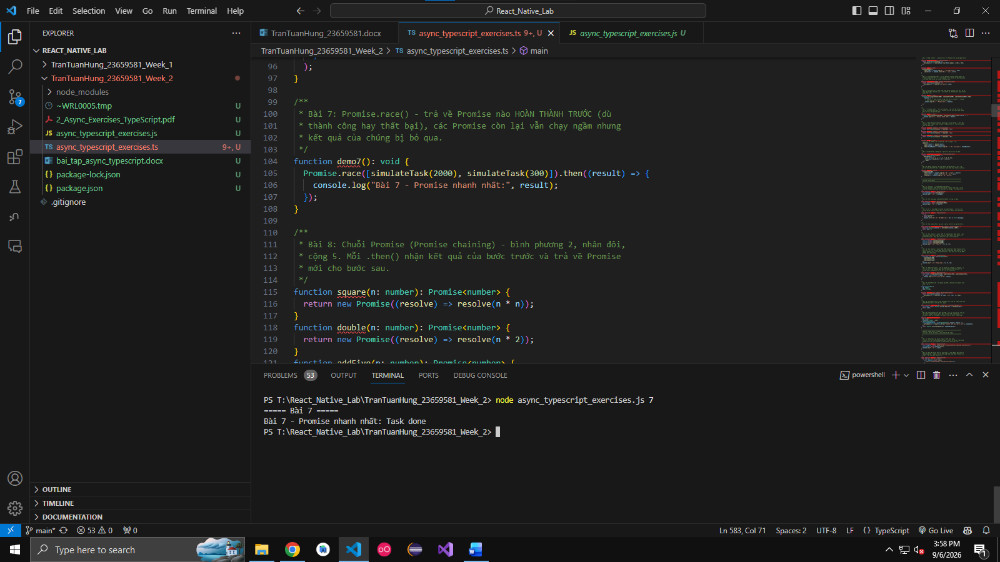 File Edit Selection View Go Run Terminal Help
React_Native_Lab
EXPLORER
REACT_NATIVE_LAB
TranTuanHung_23659581_Week_1
TranTuanHung_23659581_Week_2
node_modules
~WRL0005.tmp U
2_Async_Exercises_TypeScript.pdf U
JS async_typescript_exercises.js U
TS async_typescript_exercises.ts 9+, U
bai_tap_async_typescript.docx U
{} package-lock.json U
{} package.json U
.gitignore
OUTLINE
TIMELINE
DOCUMENTATION
7
TranTuanHung_23659581.docx
TS async_typescript_exercises.ts 9+, U
JS async_typescript_exercises.js U
TranTuanHung_23659581_Week_2 > TS async_typescript_exercises.ts > main
96 );
97 }
98
99 /**
100 * Bài 7: Promise.race() - trả về Promise nào HOÀN THÀNH TRƯỚC (dù
101 * thành công hay thất bại), các Promise còn lại vẫn chạy ngầm nhưng
102 * kết quả của chúng bị bỏ qua.
103 */
104 function demo7(): void {
105 Promise.race([simulateTask(2000), simulateTask(300)]).then((result) => {
106 console.log("Bài 7 - Promise nhanh nhất:", result);
107 });
108 }
109
110 /**
111 * Bài 8: Chuỗi Promise (Promise chaining) - bình phương 2, nhân đôi,
112 * cộng 5. Mỗi .then() nhận kết quả của bước trước và trả về Promise
113 * mới cho bước sau.
114 */
115 function square(n: number): Promise<number> {
116 return new Promise((resolve) => resolve(n * n));
117 }
118 function double(n: number): Promise<number> {
119 return new Promise((resolve) => resolve(n * 2));
120 }
121 function addFive(n: number): Promise<number> {
PROBLEMS 53 OUTPUT TERMINAL PORTS DEBUG CONSOLE
powershell
PS T:\React_Native_Lab\TranTuanHung_23659581_Week_2> node async_typescript_exercises.js 7
===== Bài 7 =====
Bài 7 - Promise nhanh nhất: Task done
PS T:\React_Native_Lab\TranTuanHung_23659581_Week_2>
main* 53 0 0
Ln 583, Col 71 Spaces: 2 UTF-8 LF {} TypeScript Go Live
Type here to search
3:58 PM
9/6/2026
1